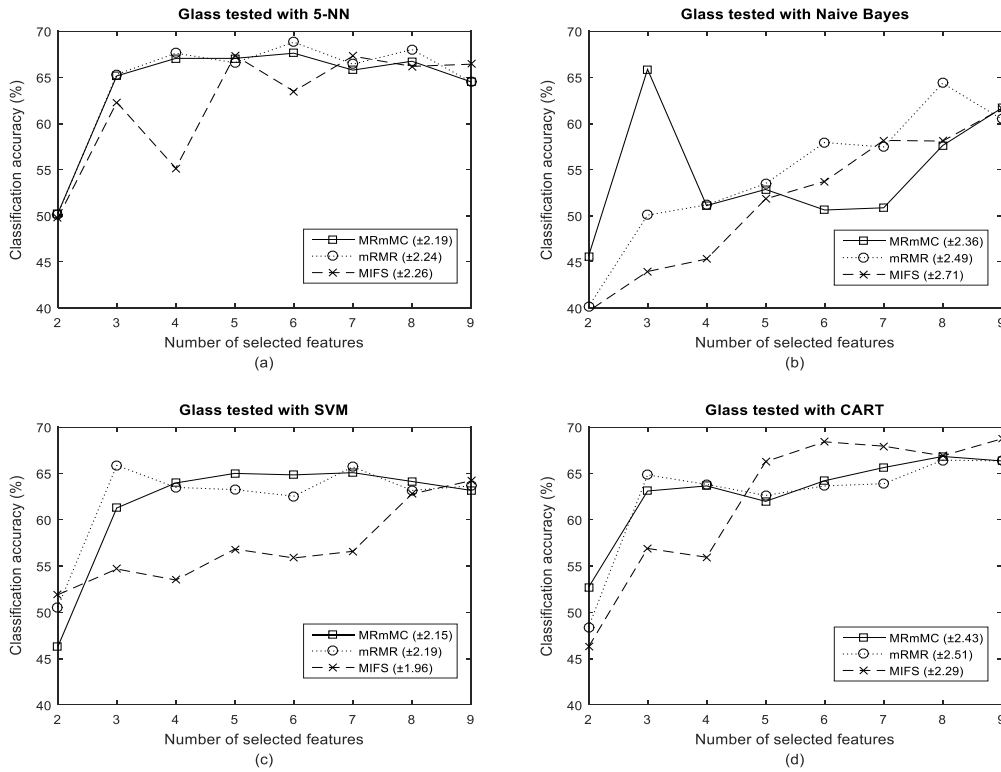 Glass tested with 5-NN
70
65
60
55
50
45
40
Classification accuracy (%)
MRmMC (±2.19)
mRMR (±2.24)
MIFS (±2.26)
2 3 4 5 6 7 8 9
Number of selected features
(a)
Glass tested with Naive Bayes
70
65
60
55
50
45
40
Classification accuracy (%)
MRmMC (±2.36)
mRMR (±2.49)
MIFS (±2.71)
2 3 4 5 6 7 8 9
Number of selected features
(b)
Glass tested with SVM
70
65
60
55
50
45
40
Classification accuracy (%)
MRmMC (±2.15)
mRMR (±2.19)
MIFS (±1.96)
2 3 4 5 6 7 8 9
Number of selected features
(c)
Glass tested with CART
70
65
60
55
50
45
40
Classification accuracy (%)
MRmMC (±2.43)
mRMR (±2.51)
MIFS (±2.29)
2 3 4 5 6 7 8 9
Number of selected features
(d)